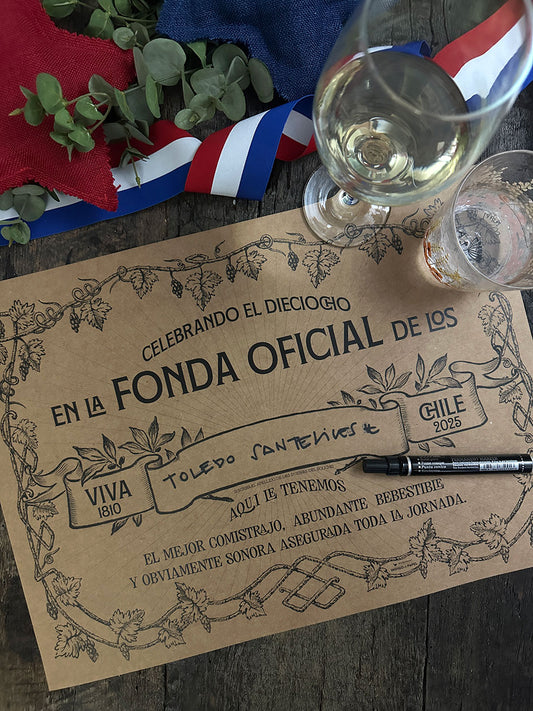 CELEBRANDO EL DIECIOCHO
EN LA FONDA OFICIAL DE LOS
TOLEDO SANTELICES
VIVA
1810
CHILE
2025
AQUI LE TENEMOS
EL MEJOR COMISTRAJO, ABUNDANTE BEBESTIBLE
Y OBVIAMENTE SONORA ASEGURADA TODA LA JORNADA.